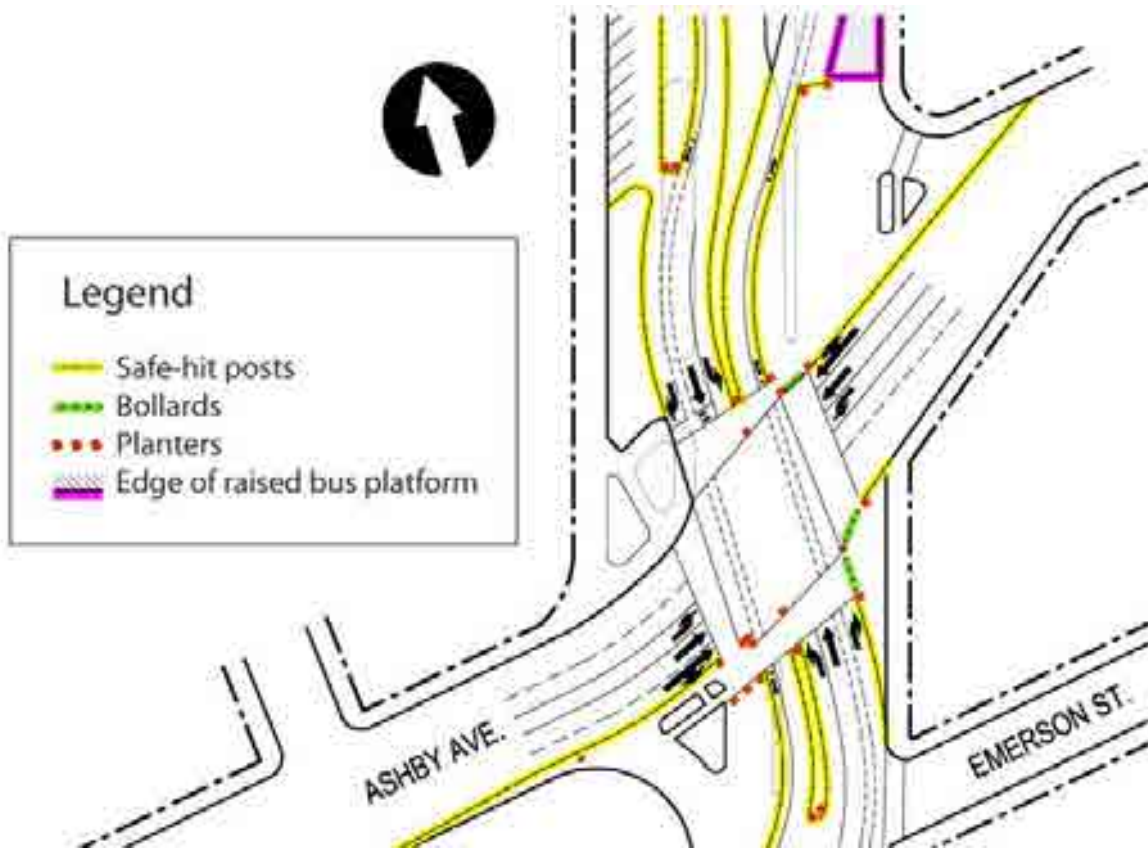 Legend
Safe-hit posts
Bollards
Planters
Edge of raised bus platform
ASHBY AVE.
EMERSON ST.